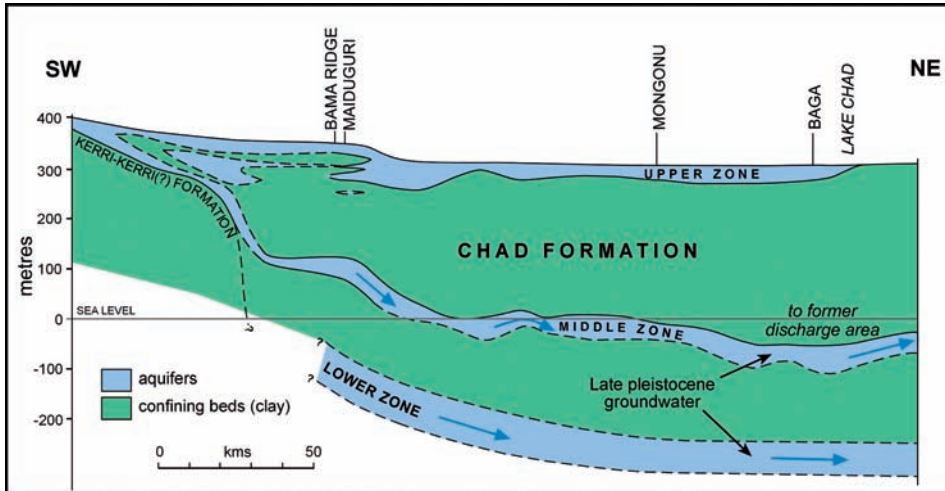 SW
NE
BAMA RIDGE
MAIDUGURI
MONGONU
BAGA
LAKE CHAD
400
300
200
100
0
-100
-200
metres
KERRI-KERRI(?) FORMATION
UPPER ZONE
CHAD FORMATION
SEA LEVEL
?
MIDDLE ZONE
to former
discharge area
?
?
LOWER ZONE
Late pleistocene
groundwater
aquifers
confining beds (clay)
0 kms 50